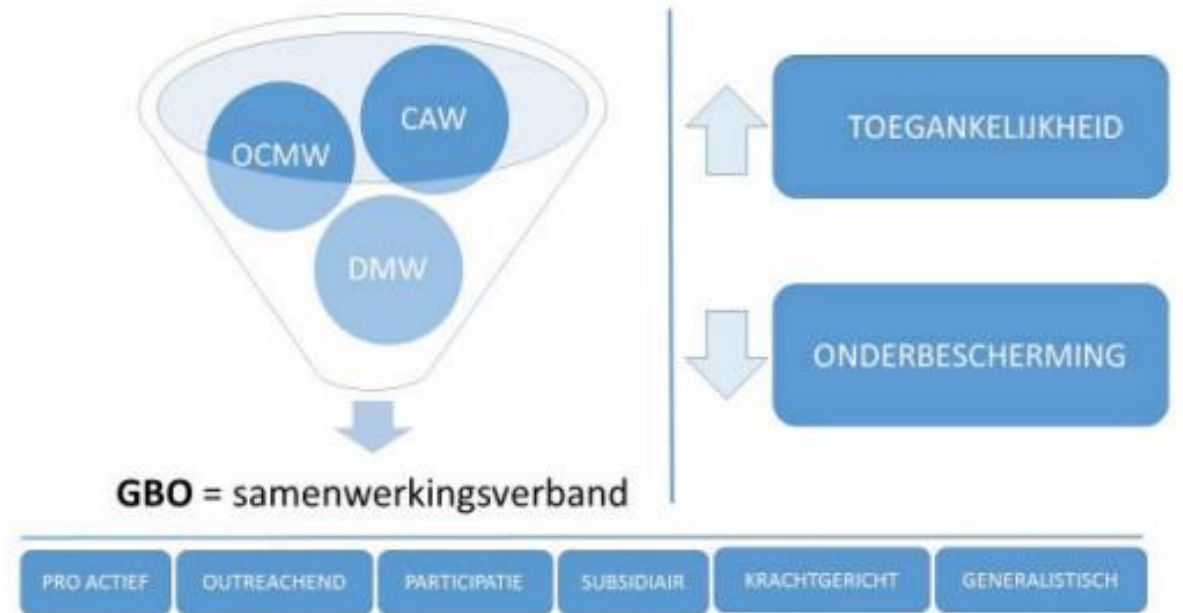 CAW
OCMW
DMW
GBO = samenwerkingsverband
TOEGANKELIJKHEID
ONDERBESCHERMING
PRO ACTIEF
OUTREACHEND
PARTICIPATIE
SUBSIDIAIR
KRACHTGERICHT
GENERALISTISCH